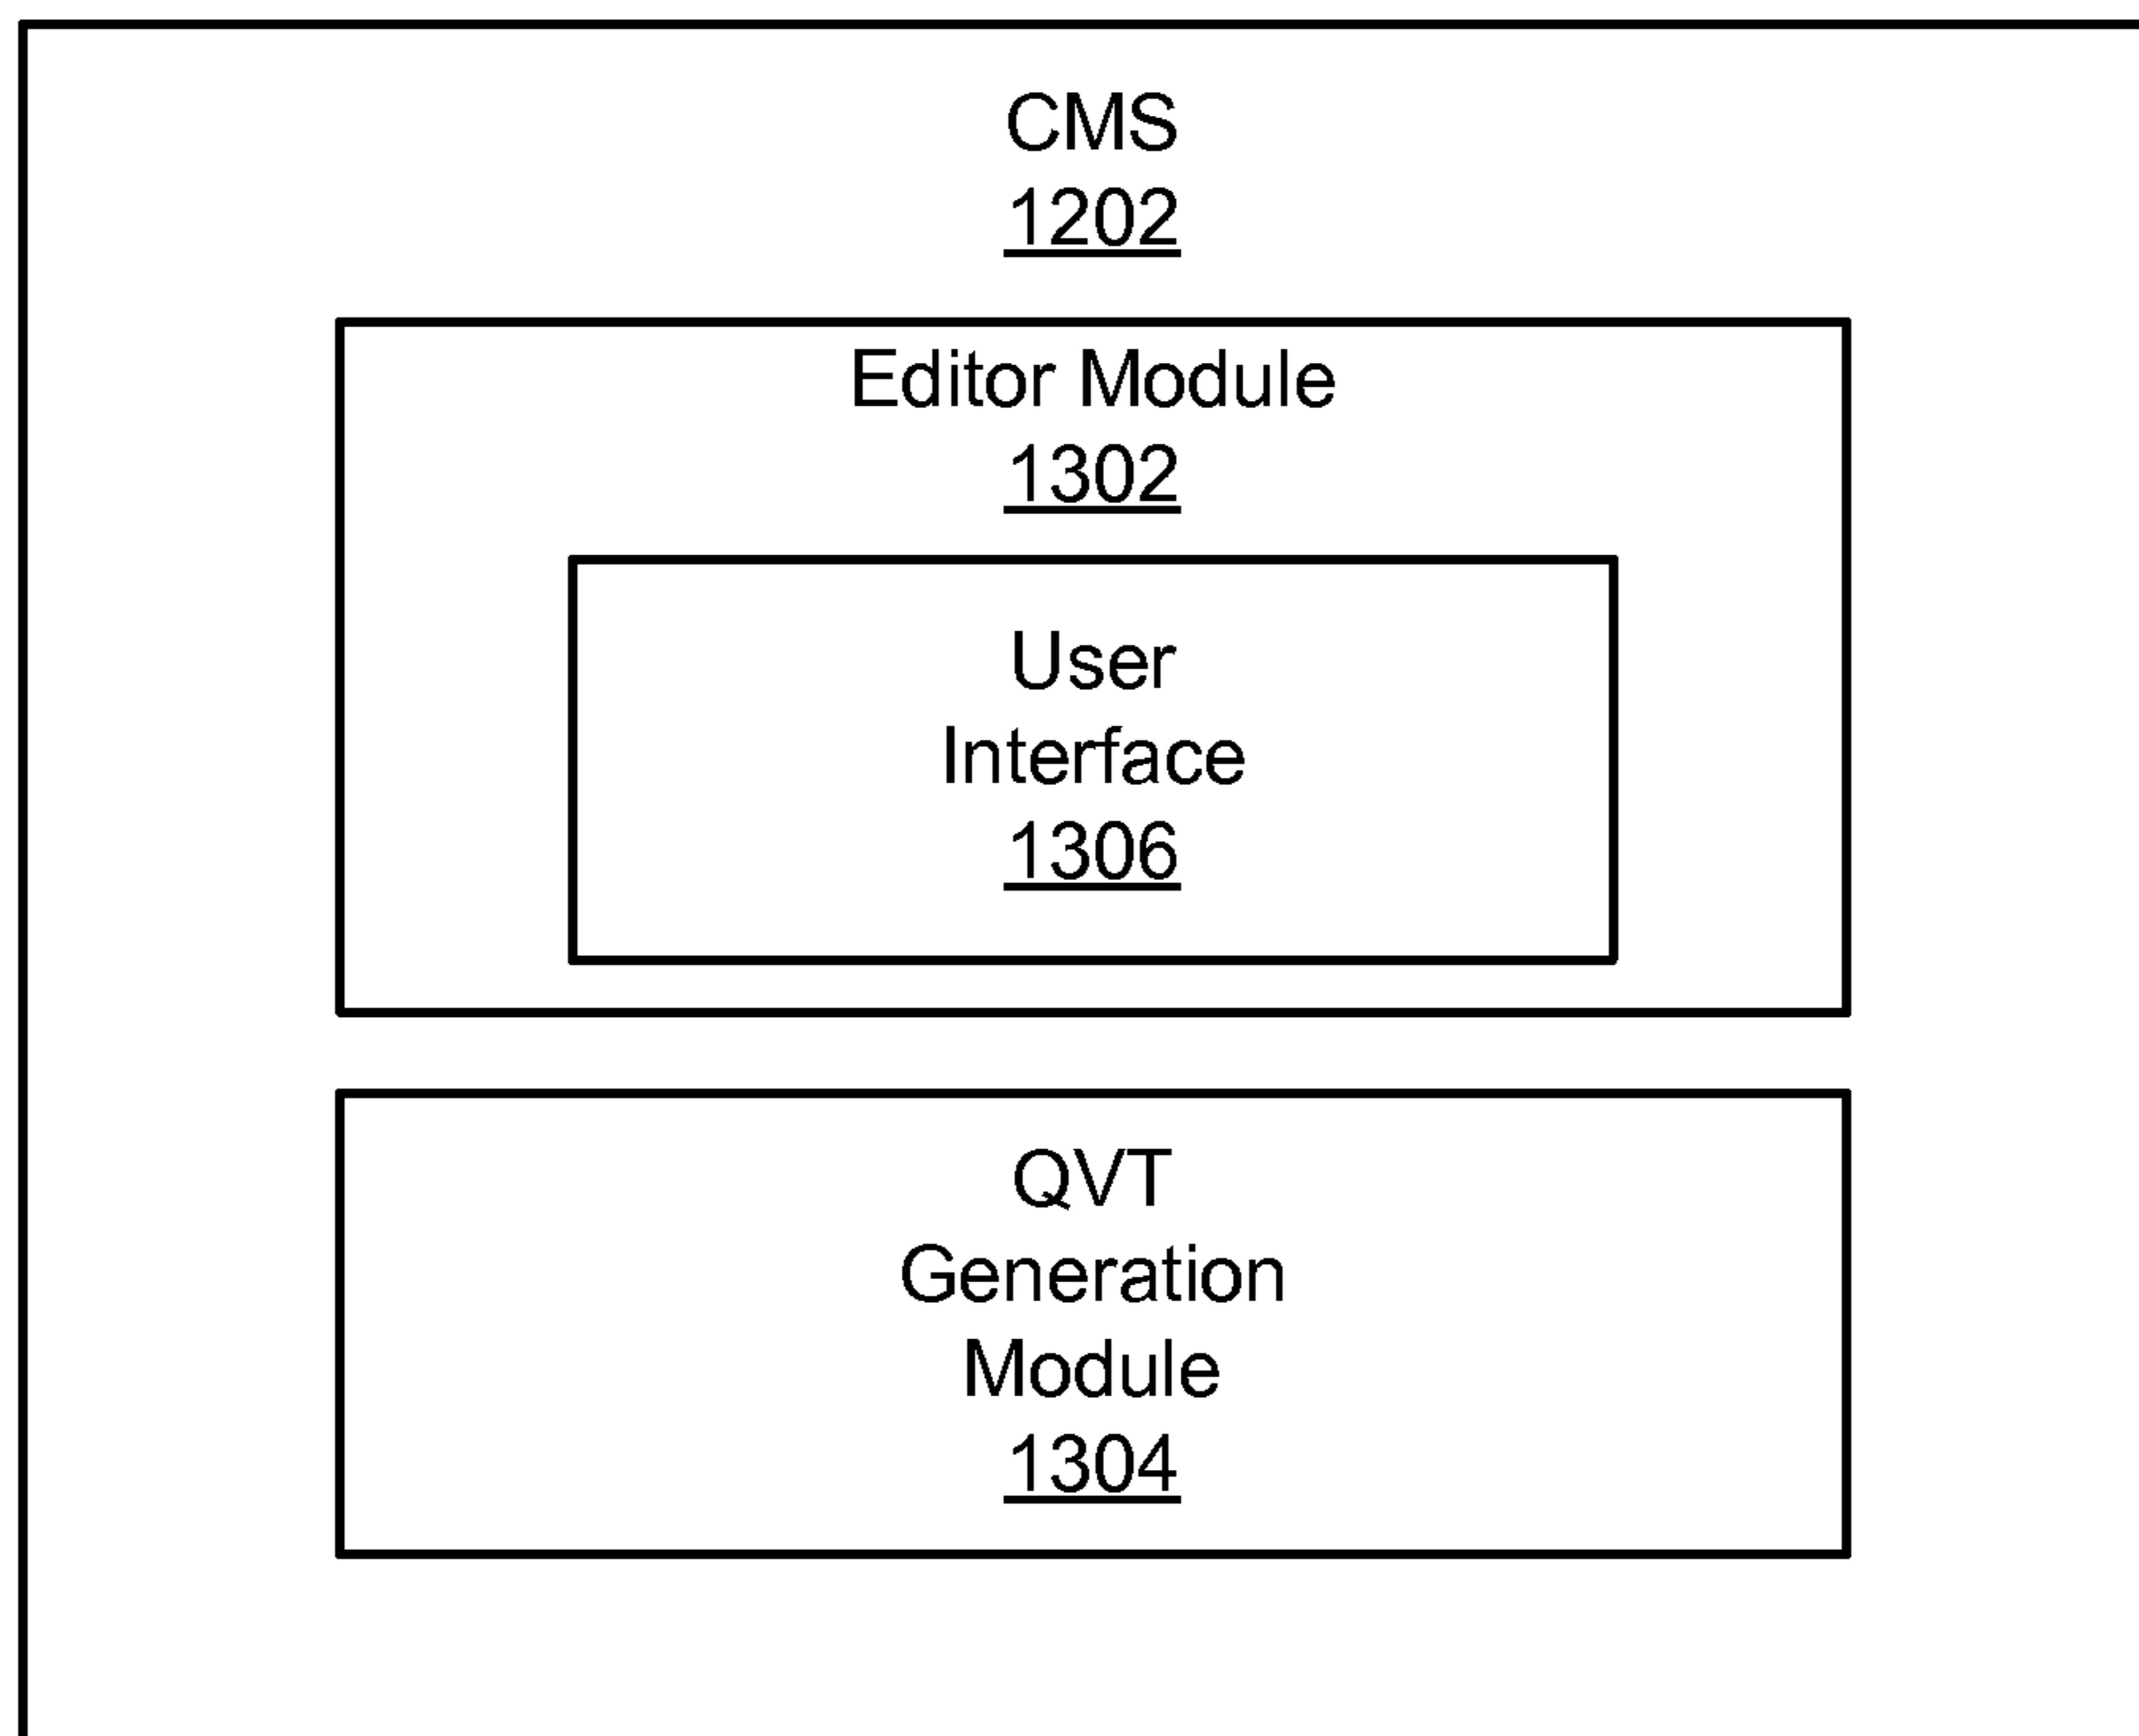 CMS
1202
Editor Module
1302
User
Interface
1306
QVT
Generation
Module
1304